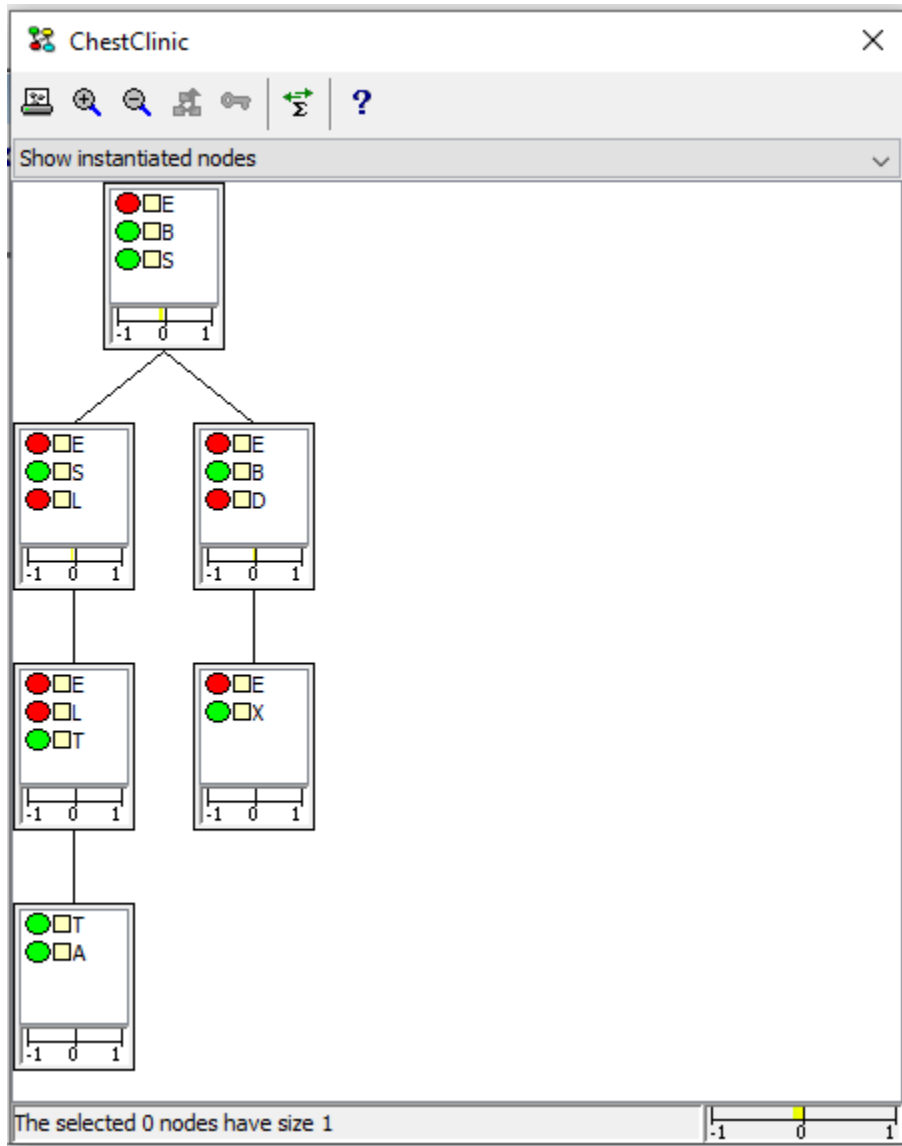 ChestClinic
Σ ?
Show instantiated nodes
E
B
S
-1 0 1
E
S
L
-1 0 1
E
B
D
-1 0 1
E
L
T
-1 0 1
E
X
-1 0 1
T
A
-1 0 1
The selected 0 nodes have size 1
-1 0 1